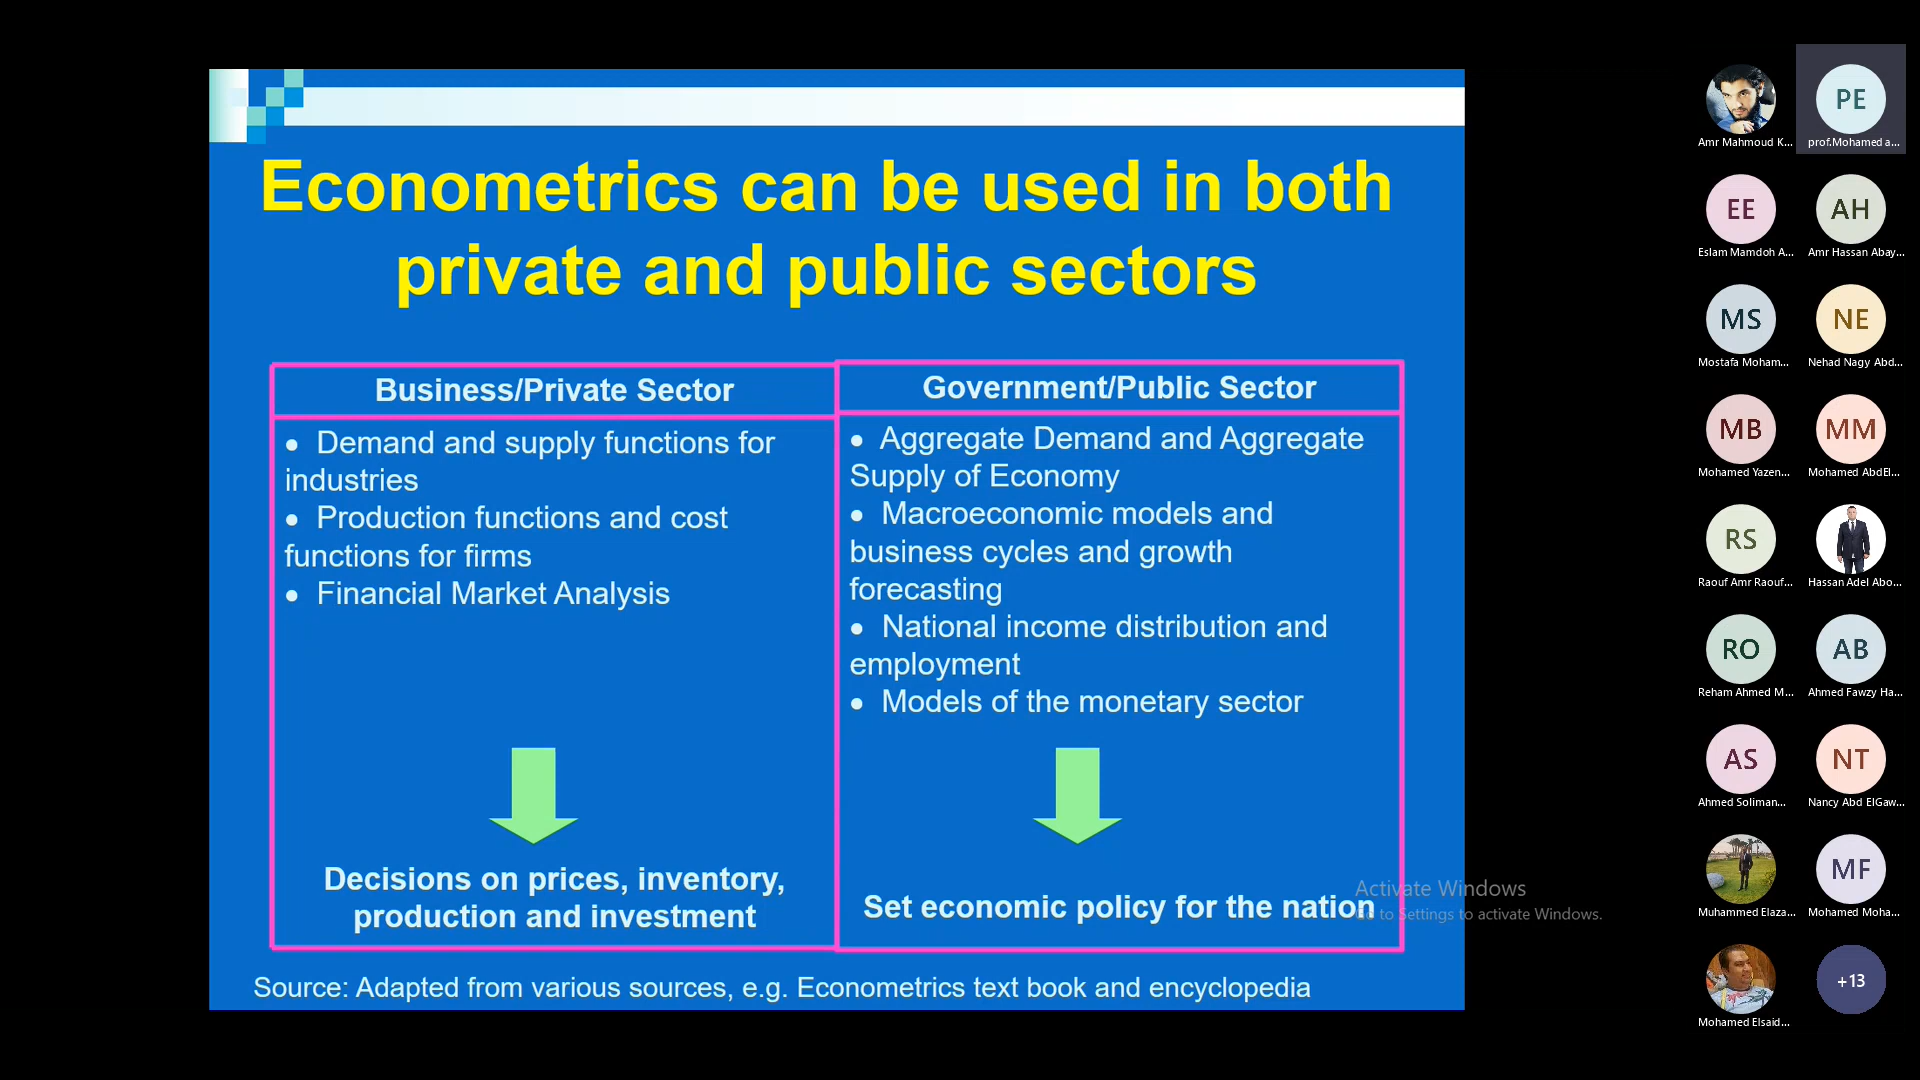 Econometrics can be used in both
private and public sectors
Business/Private Sector
• Demand and supply functions for
industries
• Production functions and cost
functions for firms
• Financial Market Analysis
Decisions on prices, inventory,
production and investment
Government/Public Sector
• Aggregate Demand and Aggregate
Supply of Economy
• Macroeconomic models and
business cycles and growth
forecasting
• National income distribution and
employment
• Models of the monetary sector
Set economic policy for the nation
Source: Adapted from various sources, e.g. Econometrics text book and encyclopedia
Activate Windows
Go to Settings to activate Windows.
Amr Mahmoud K...
PE
prof.Mohamed a...
EE
Eslam Mamdoh A...
AH
Amr Hassan Abay...
MS
Mostafa Moham...
NE
Nehad Nagy Abd...
MB
Mohamed Yazen...
MM
Mohamed AbdEl...
RS
Raouf Amr Raouf...
Hassan Adel Abo...
RO
Reham Ahmed M...
AB
Ahmed Fawzy Ha...
AS
Ahmed Soliman...
NT
Nancy Abd ElGaw...
Muhammed Elaza...
MF
Mohamed Moha...
Mohamed Elsaid...
+13